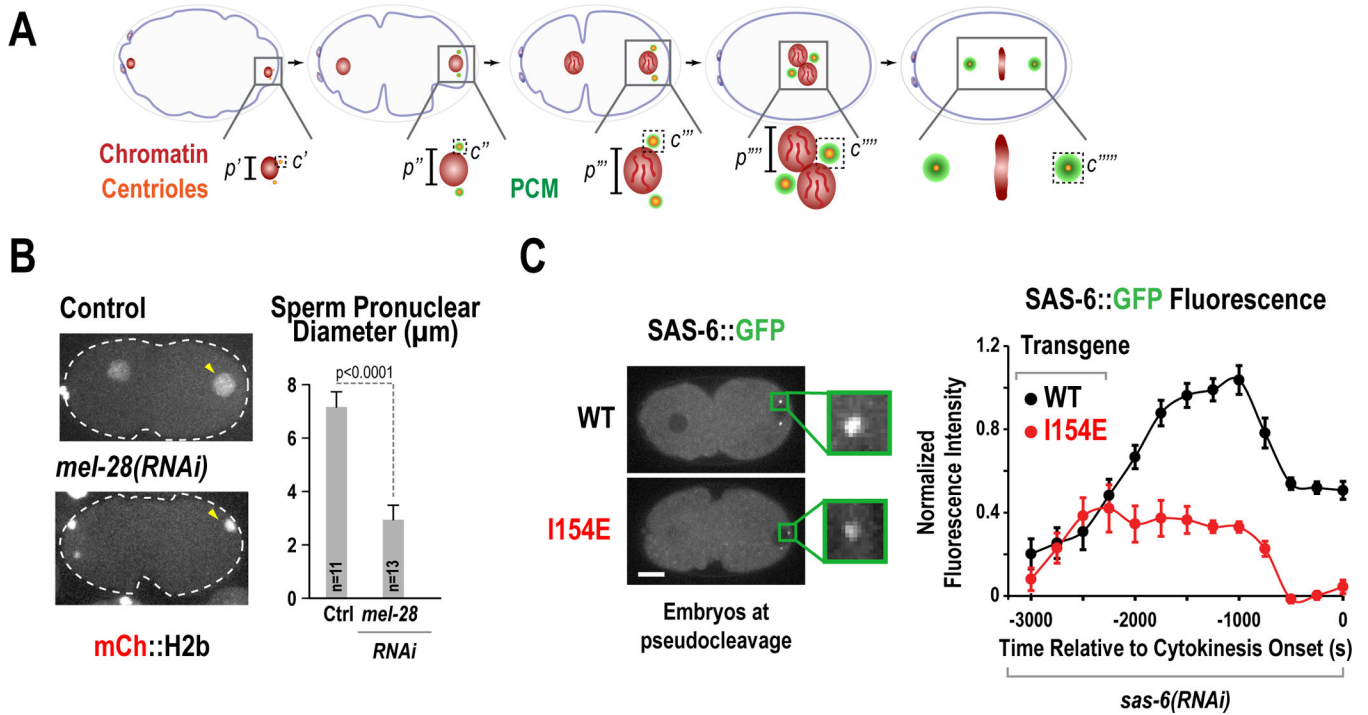 A
Chromatin
Centrioles
p'
c'
p''
c''
PCM
p'''
c'''
p''''
c''''
c'''''
B
Control
mel-28(RNAi)
mCh::H2b
Sperm Pronuclear
Diameter (µm)
p<0.0001
8
6
4
2
0
n=11
n=13
Ctrl mel-28
RNAi
C
SAS-6::GFP
WT
I154E
Embryos at
pseudocleavage
SAS-6::GFP Fluorescence
Transgene
WT
I154E
Normalized
Fluorescence Intensity
1.2
0.8
0.4
0
-3000 -2000 -1000 0
Time Relative to Cytokinesis Onset (s)
sas-6(RNAi)